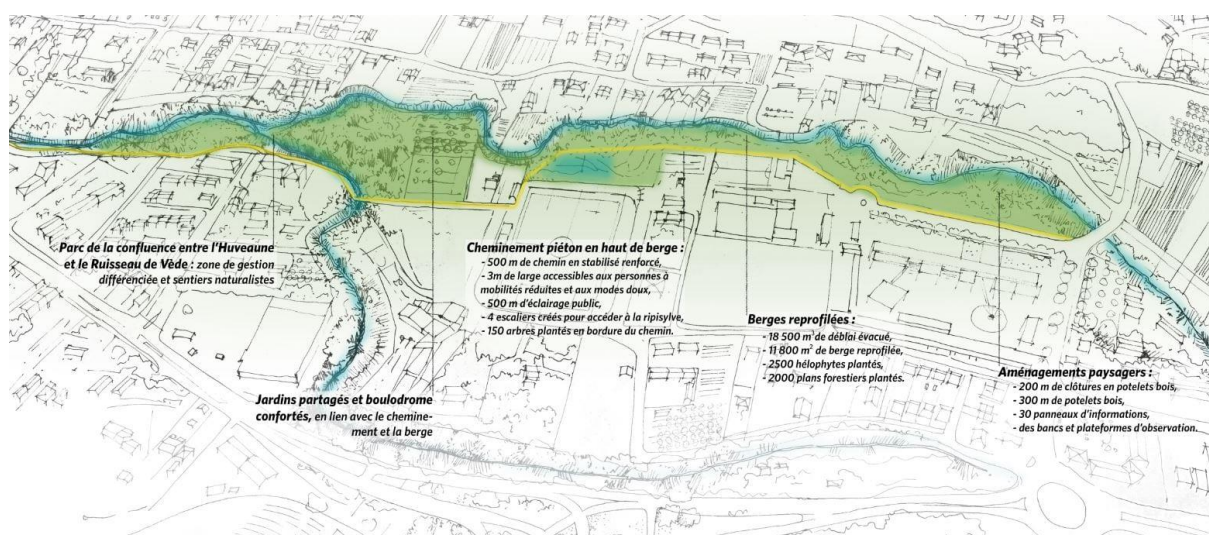 Parc de la confluence entre l'Huveaune
et le Ruisseau de Vède : zone de gestion
différenciée et sentiers naturalistes
Jardins partagés et boulodrome
confortés, en lien avec le chemine-
ment et la berge
Cheminement piéton en haut de berge :
- 500 m de chemin en stabilisé renforcé,
- 3m de large accessibles aux personnes à
mobilités réduites et aux modes doux,
- 500 m d'éclairage public,
- 4 escaliers créés pour accéder à la ripisylve,
- 150 arbres plantés en bordure du chemin.
Berges reprofilées :
- 18 500 m³ de déblai évacué,
- 11 800 m² de berge reprofilée,
- 2500 hélophytes plantés,
- 2000 plans forestiers plantés.
Aménagements paysagers :
- 200 m de clôtures en potelets bois,
- 300 m de potelets bois,
- 30 panneaux d'informations,
- des bancs et plateformes d'observation.